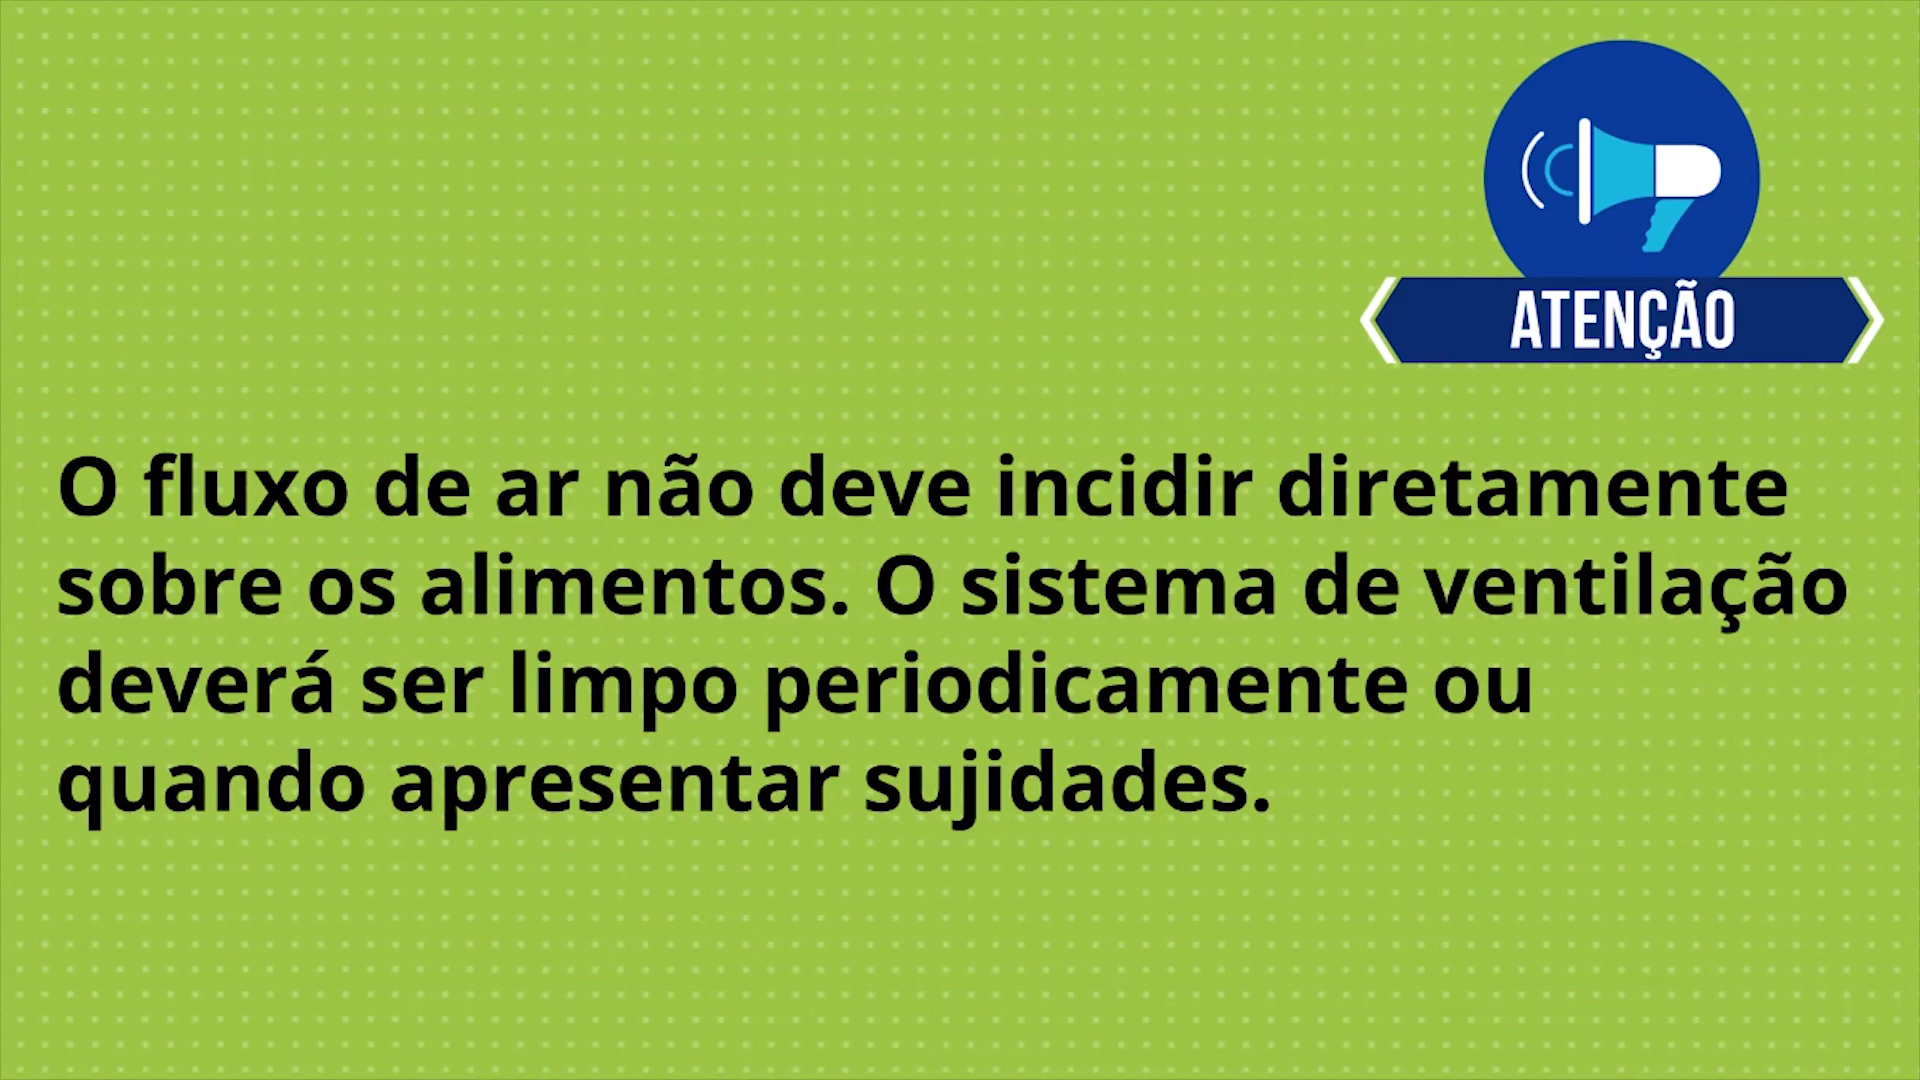 ATENÇÃO
O fluxo de ar não deve incidir diretamente
sobre os alimentos. O sistema de ventilação
deverá ser limpo periodicamente ou
quando apresentar sujidades.